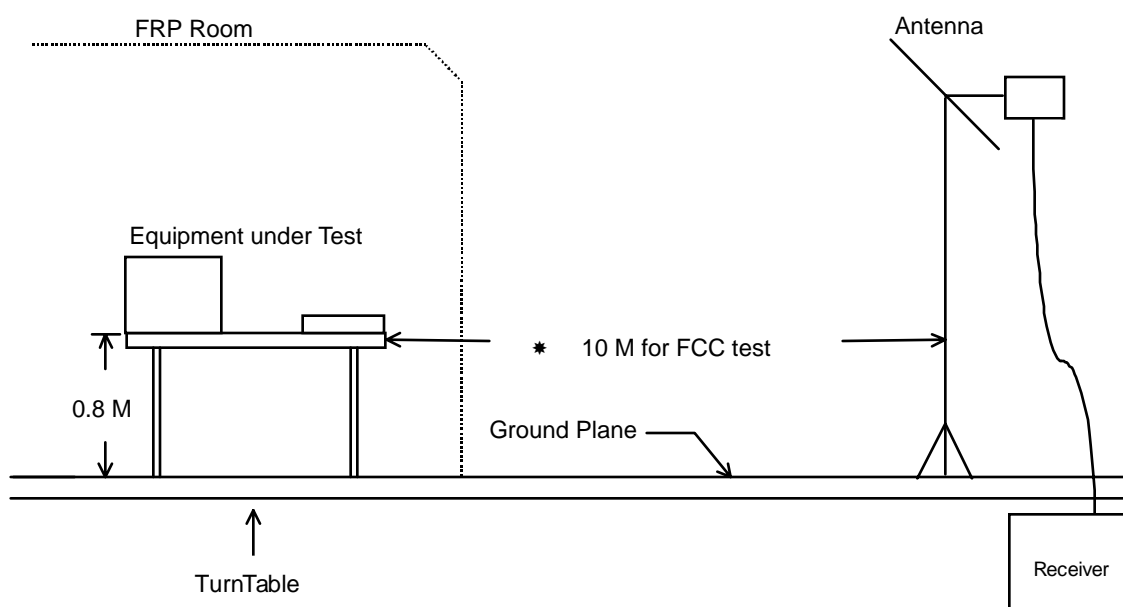 FRP Room
Antenna
Equipment under Test
✷ 10 M for FCC test
0.8 M
Ground Plane
TurnTable
Receiver